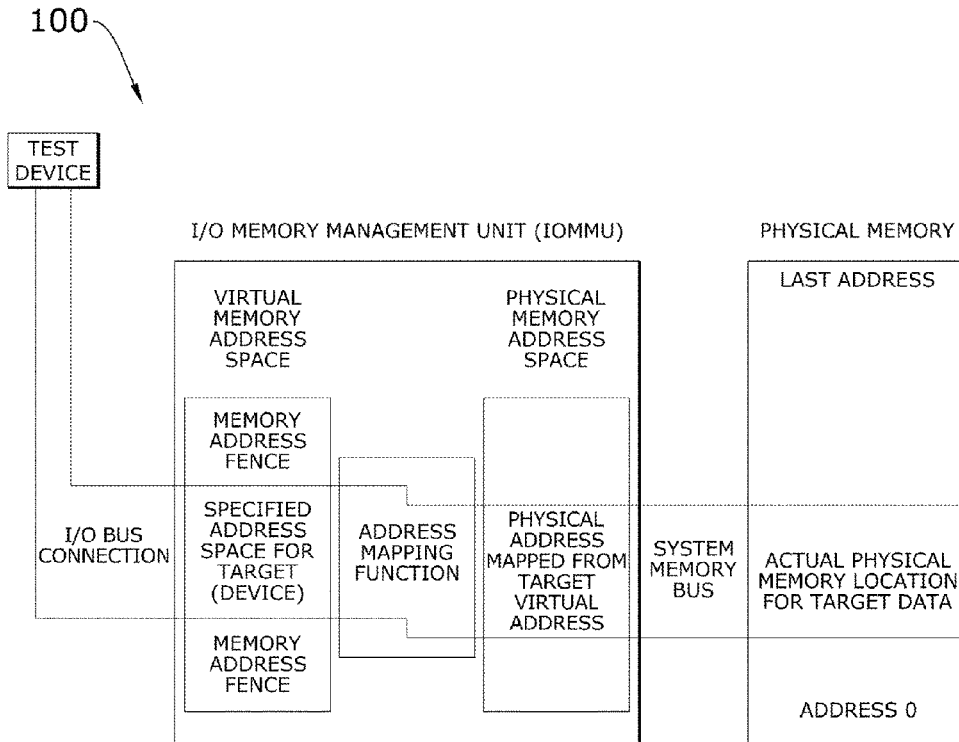 100
TEST
DEVICE
I/O MEMORY MANAGEMENT UNIT (IOMMU)
PHYSICAL MEMORY
VIRTUAL
MEMORY
ADDRESS
SPACE
PHYSICAL
MEMORY
ADDRESS
SPACE
LAST ADDRESS
MEMORY
ADDRESS
FENCE
I/O BUS
CONNECTION
SPECIFIED
ADDRESS
SPACE FOR
TARGET
(DEVICE)
ADDRESS
MAPPING
FUNCTION
PHYSICAL
ADDRESS
MAPPED FROM
TARGET
VIRTUAL
ADDRESS
SYSTEM
MEMORY
BUS
ACTUAL PHYSICAL
MEMORY LOCATION
FOR TARGET DATA
MEMORY
ADDRESS
FENCE
ADDRESS 0